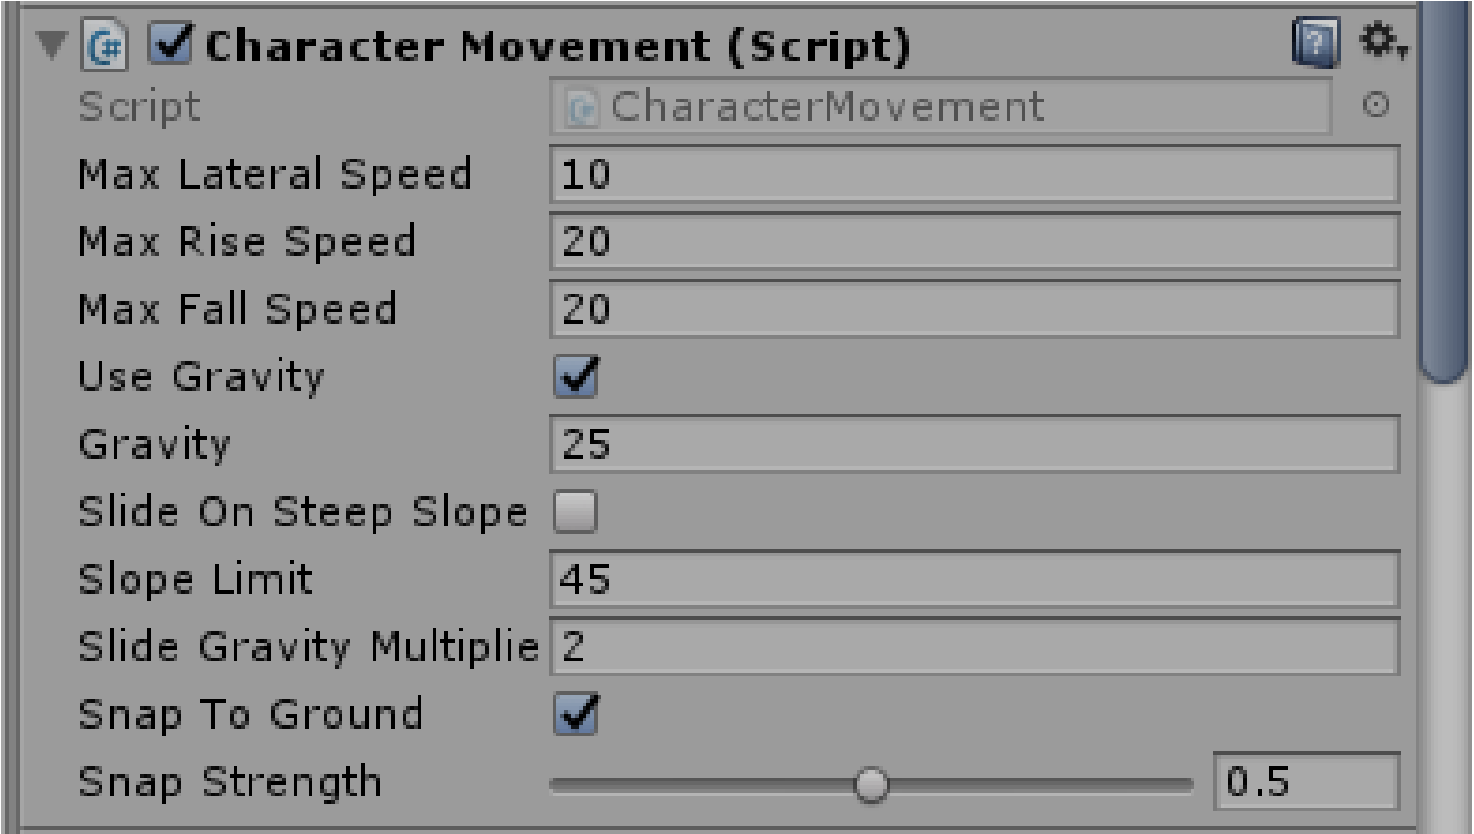 Character Movement (Script)
Script CharacterMovement
Max Lateral Speed 10
Max Rise Speed 20
Max Fall Speed 20
Use Gravity
Gravity 25
Slide On Steep Slope
Slope Limit 45
Slide Gravity Multiplie 2
Snap To Ground
Snap Strength 0.5